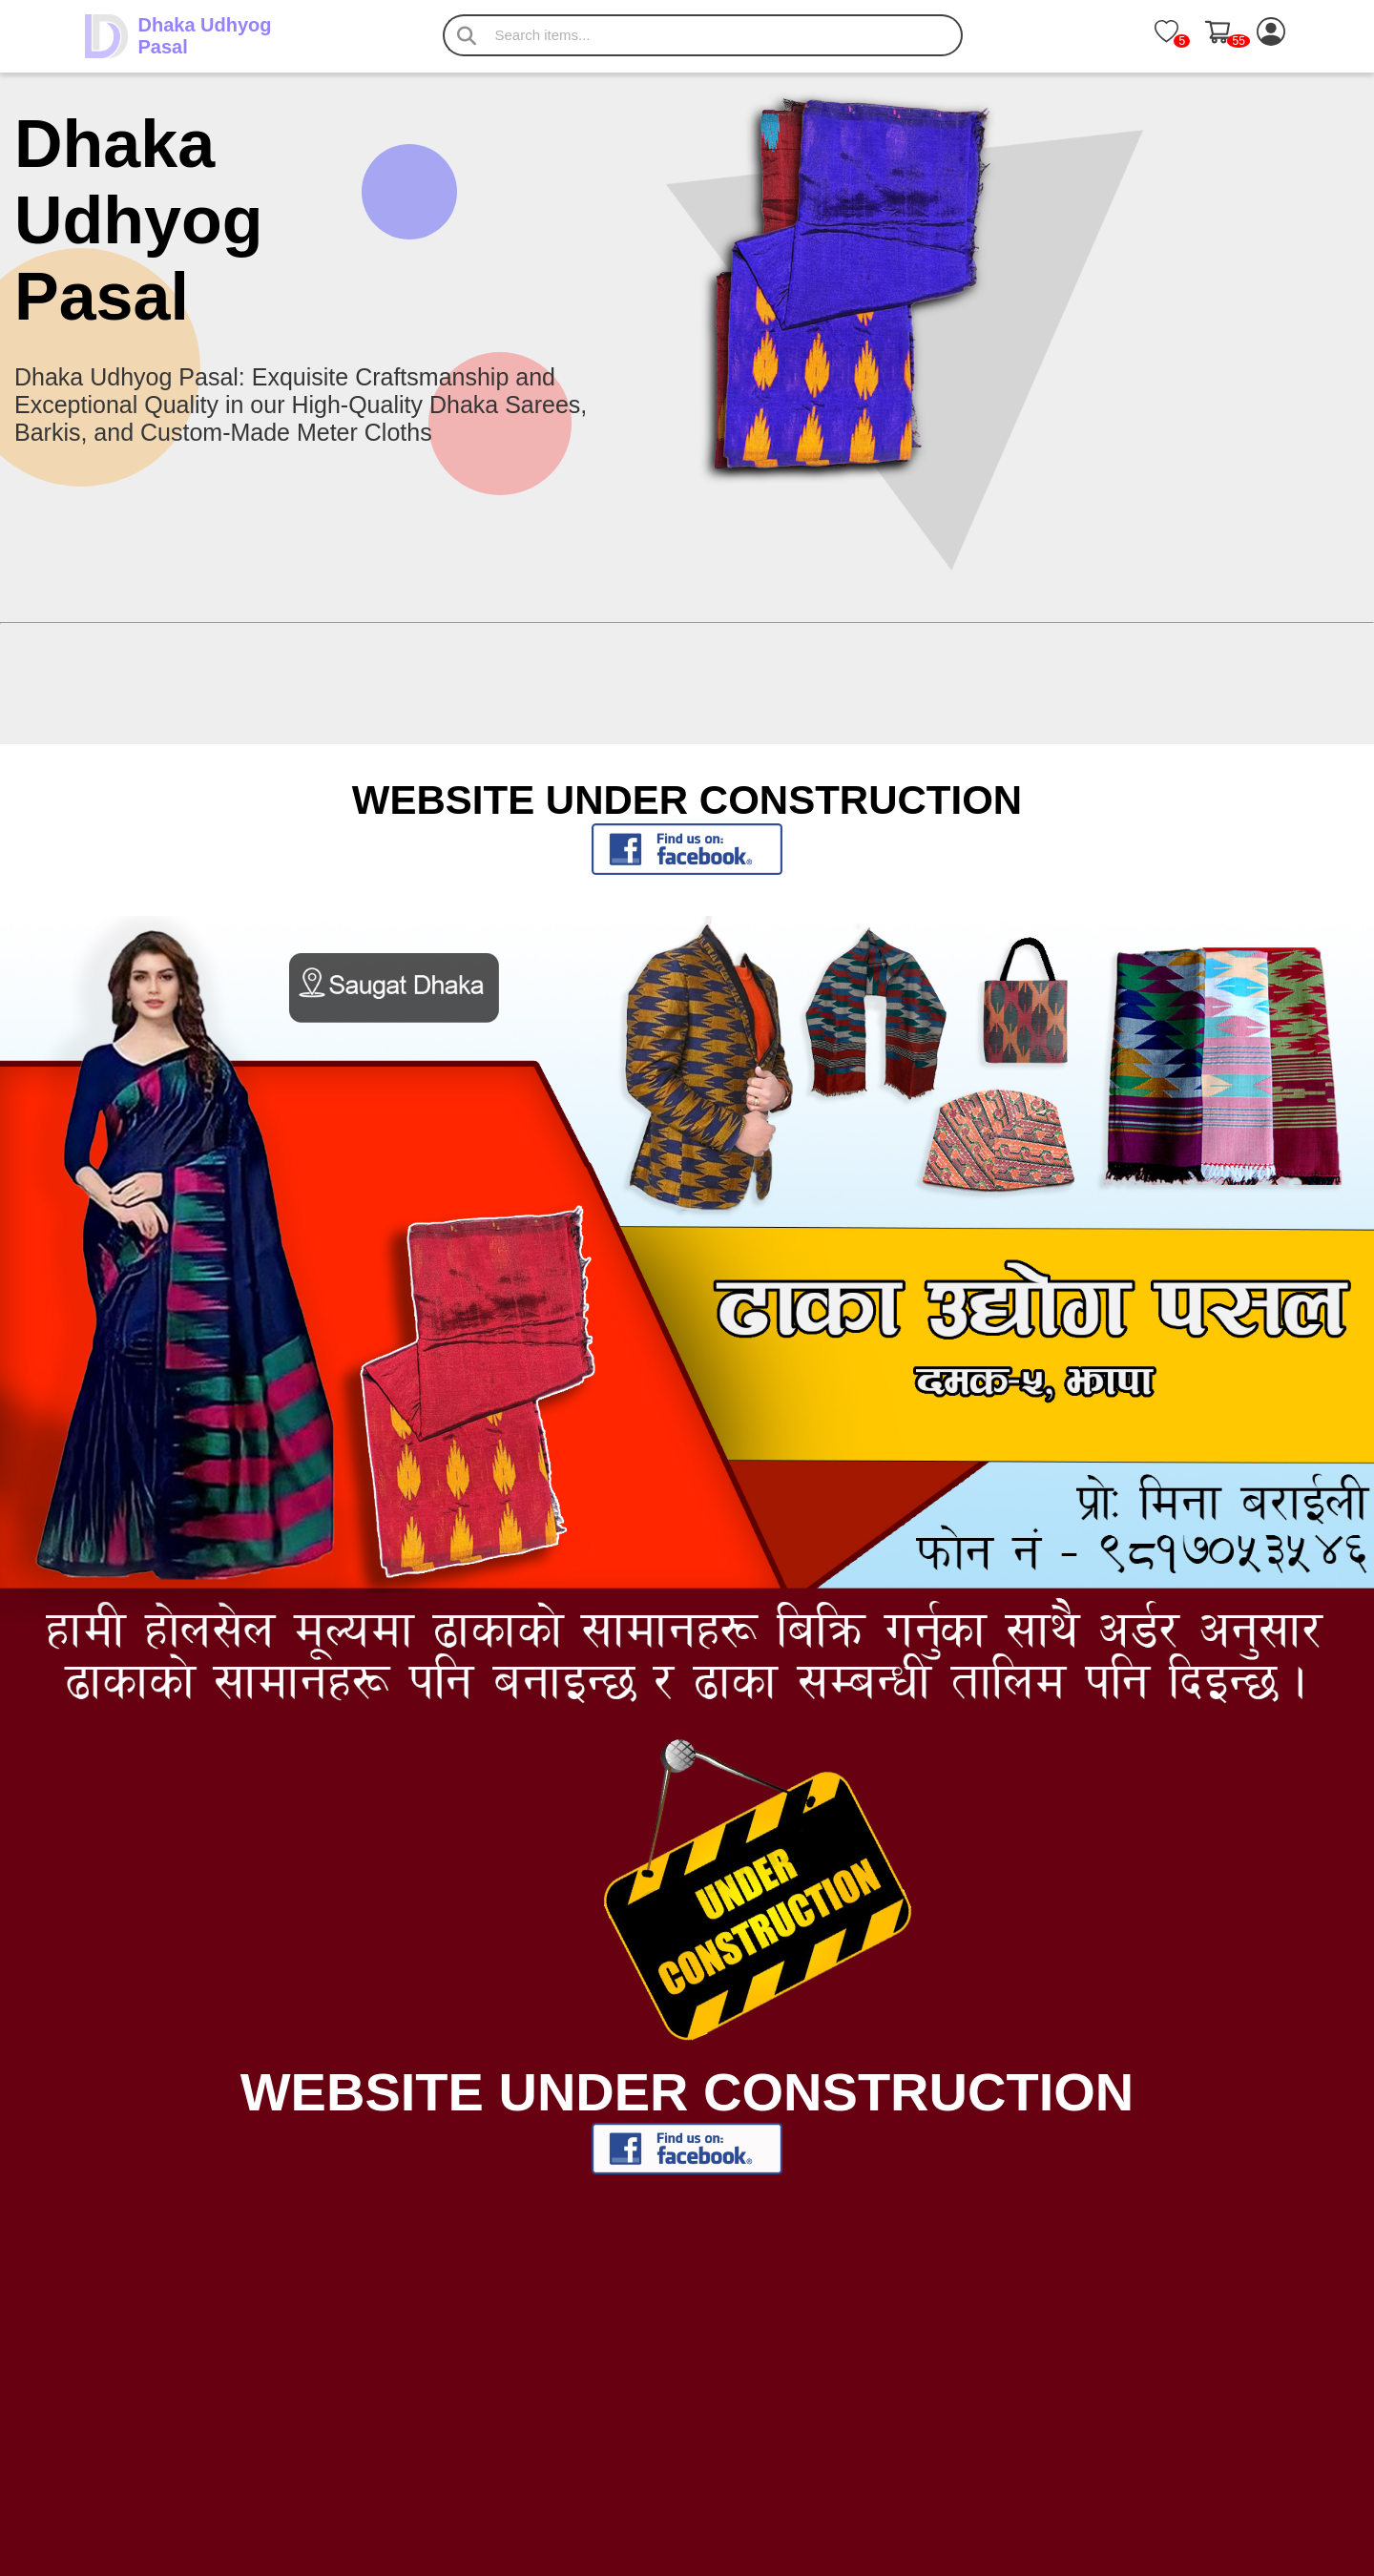 Dhaka Udhyog
Pasal
Search items...
5
55
Dhaka
Udhyog
Pasal
Dhaka Udhyog Pasal: Exquisite Craftsmanship and
Exceptional Quality in our High-Quality Dhaka Sarees,
Barkis, and Custom-Made Meter Cloths
WEBSITE UNDER CONSTRUCTION
Find us on:
facebook®
Saugat Dhaka
ढाका उद्योग पसल
दमक-५, झापा
प्रोः मिना बराईली
फोन नं - ९८१७०५३५४६
हामी होलसेल मूल्यमा ढाकाको सामानहरू बिक्रि गर्नुका साथै अर्डर अनुसार
ढाकाको सामानहरू पनि बनाइन्छ र ढाका सम्बन्धी तालिम पनि दिइन्छ ।
UNDER
CONSTRUCTION
WEBSITE UNDER CONSTRUCTION
Find us on:
facebook®